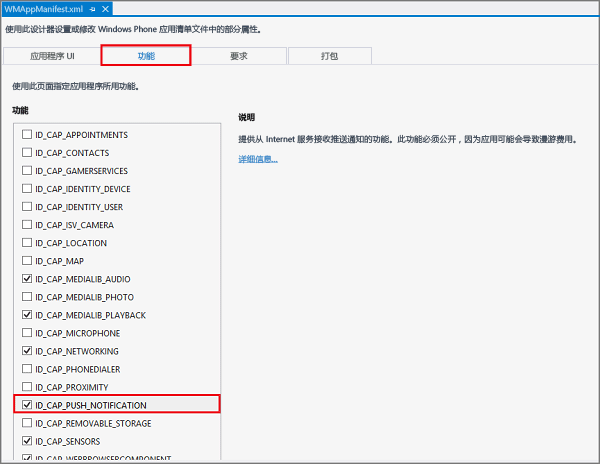 WMAppManifest.xml
使用此设计器设置或修改 Windows Phone 应用清单文件中的部分属性。
应用程序 UI
功能
要求
打包
使用此页面指定应用程序所用功能。
功能
ID_CAP_APPOINTMENTS
ID_CAP_CONTACTS
ID_CAP_GAMERSERVICES
ID_CAP_IDENTITY_DEVICE
ID_CAP_IDENTITY_USER
ID_CAP_ISV_CAMERA
ID_CAP_LOCATION
ID_CAP_MAP
ID_CAP_MEDIALIB_AUDIO
ID_CAP_MEDIALIB_PHOTO
ID_CAP_MEDIALIB_PLAYBACK
ID_CAP_MICROPHONE
ID_CAP_NETWORKING
ID_CAP_PHONEDIALER
ID_CAP_PROXIMITY
ID_CAP_PUSH_NOTIFICATION
ID_CAP_REMOVABLE_STORAGE
ID_CAP_SENSORS
ID_CAP_WEBBROWSERCOMPONENT
说明
提供从 Internet 服务接收推送通知的功能。此功能必须公开，因为应用可能会导致漫游费用。
详细信息...